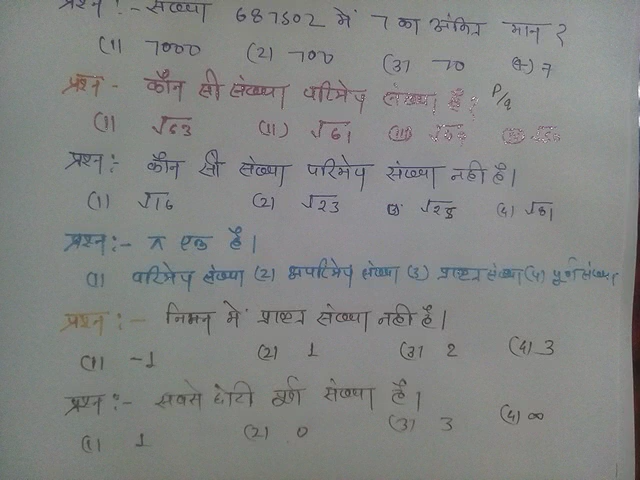 प्रश्न :- संख्या 687502 में 7 का अंकित मान ?
(1) 7000 (2) 700 (3) 70 (4) 7
प्रश्न - कौन सी संख्या परिमेय संख्या है ? P/q
(1) √63 (11) √61
प्रश्न :- कौन सी संख्या परिमेय संख्या नही है।
(1) √16 (2) √23 (3) √25 (4) √81
प्रश्न :- π एक है।
(1) परिमेय संख्या (2) अपरिमेय संख्या (3) प्राकृत संख्या (4) पूर्ण संख्या
प्रश्न :- निम्न में प्राकृत संख्या नही है।
(1) -1 (2) 1 (3) 2 (4) 3
प्रश्न :- सबसे छोटी पूर्ण संख्या है।
(1) 1 (2) 0 (3) 3 (4) ∞